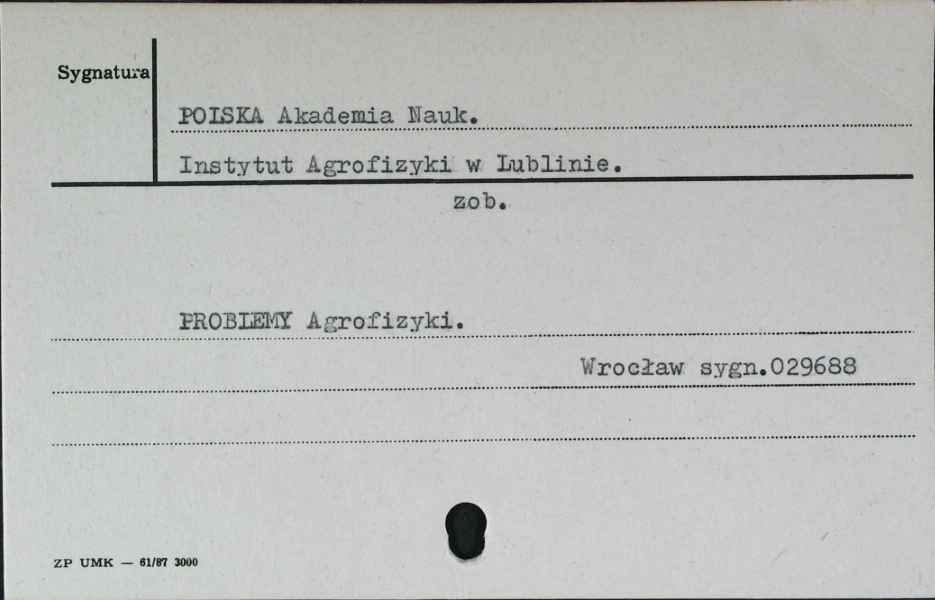 Sygnatura
POLSKA Akademia Nauk.
Instytut Agrofizyki w Lublinie.
zob.
PROBLEMY Agrofizyki.
Wrocław sygn.029688
ZP UMK — 61/87 3000